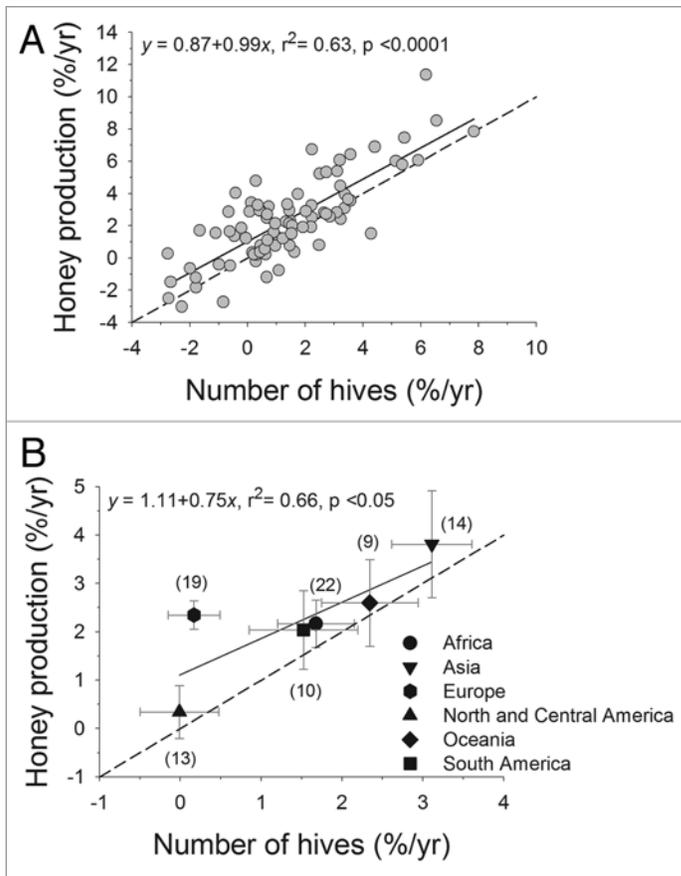 A
y = 0.87+0.99x, r²= 0.63, p <0.0001
Honey production (%/yr)
14
12
10
8
6
4
2
0
-2
-4
-4 -2 0 2 4 6 8 10
Number of hives (%/yr)
B
y = 1.11+0.75x, r²= 0.66, p <0.05
Honey production (%/yr)
5
4
3
2
1
0
-1
(14)
(9)
(19)
(22)
(10)
(13)
Africa
Asia
Europe
North and Central America
Oceania
South America
-1 0 1 2 3 4
Number of hives (%/yr)